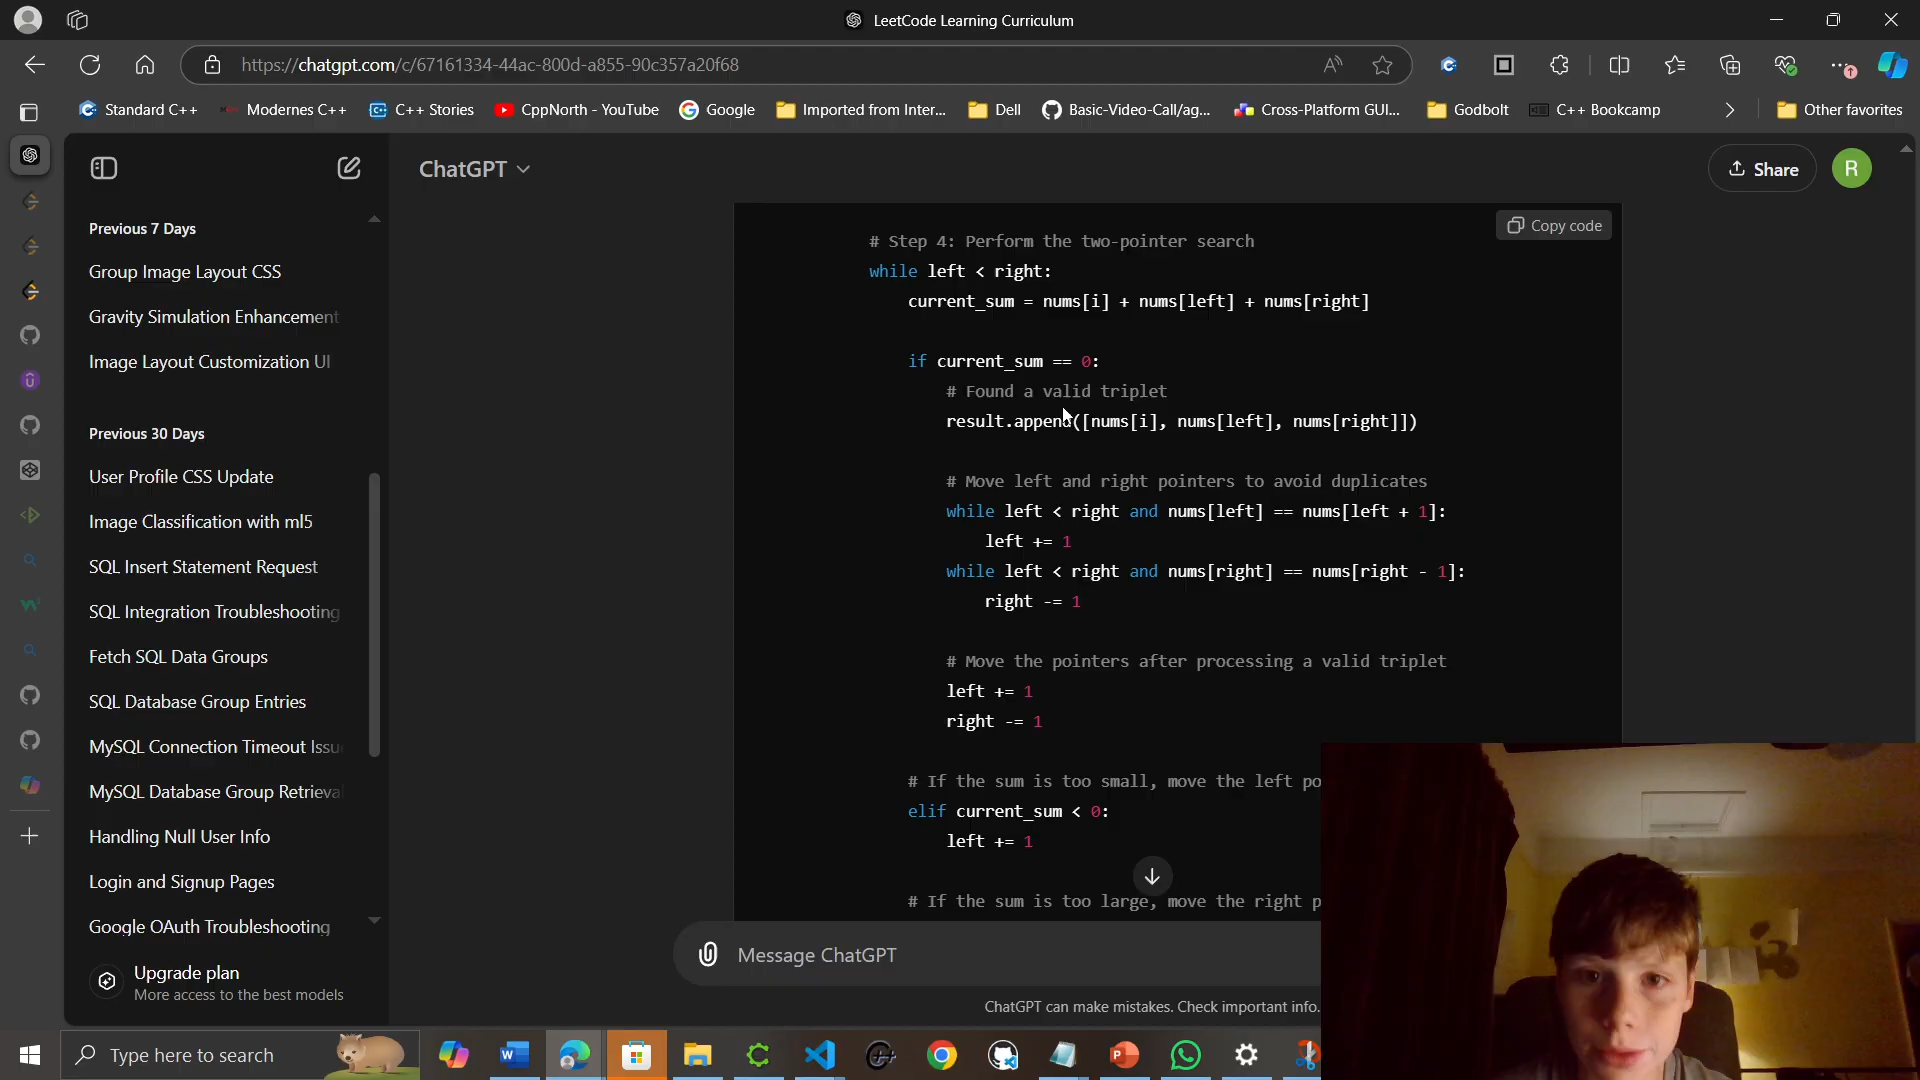 LeetCode Learning Curriculum
https://chatgpt.com/c/67161334-44ac-800d-a855-90c357a20f68
Standard C++
Modernes C++
C++ Stories
CppNorth - YouTube
Google
Imported from Inter...
Dell
Basic-Video-Call/ag...
Cross-Platform GUI...
Godbolt
C++ Bookcamp
Other favorites
ChatGPT
Share
R
Previous 7 Days
Group Image Layout CSS
Gravity Simulation Enhancement
Image Layout Customization UI
Previous 30 Days
User Profile CSS Update
Image Classification with ml5
SQL Insert Statement Request
SQL Integration Troubleshooting
Fetch SQL Data Groups
SQL Database Group Entries
MySQL Connection Timeout Issu
MySQL Database Group Retrieva
Handling Null User Info
Login and Signup Pages
Google OAuth Troubleshooting
Upgrade plan
More access to the best models
Copy code
# Step 4: Perform the two-pointer search
while left < right:
current_sum = nums[i] + nums[left] + nums[right]
if current_sum == 0:
# Found a valid triplet
result.append([nums[i], nums[left], nums[right]])
# Move left and right pointers to avoid duplicates
while left < right and nums[left] == nums[left + 1]:
left += 1
while left < right and nums[right] == nums[right - 1]:
right -= 1
# Move the pointers after processing a valid triplet
left += 1
right -= 1
# If the sum is too small, move the left po
elif current_sum < 0:
left += 1
# If the sum is too large, move the right p
Message ChatGPT
ChatGPT can make mistakes. Check important info.
Type here to search